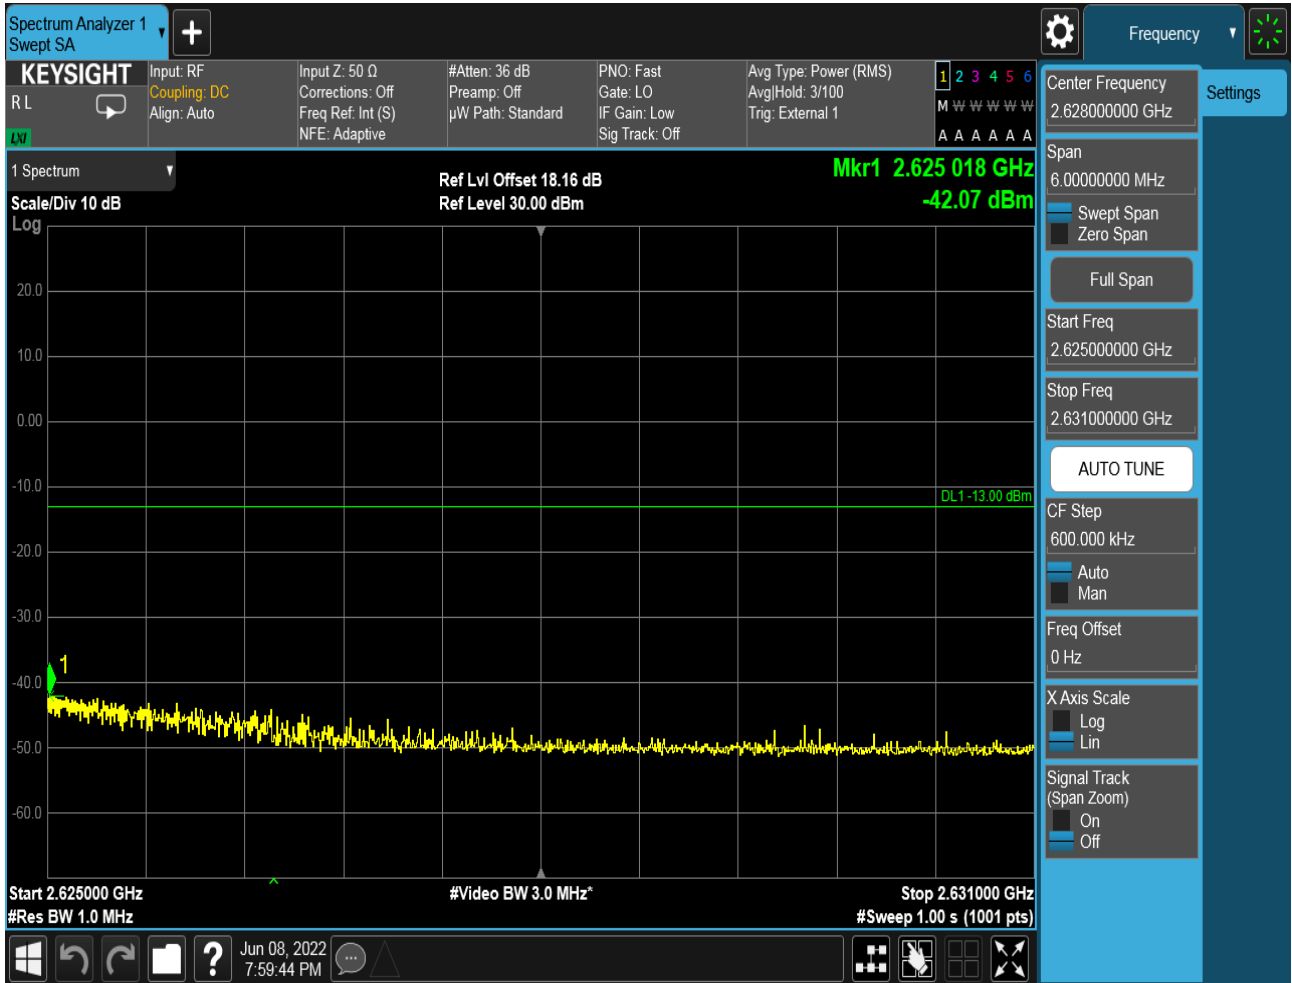 Spectrum Analyzer 1
Swept SA
Frequency
KEYSIGHT
R L
LXI
Input: RF
Coupling: DC
Align: Auto
Input Z: 50 Ω
Corrections: Off
Freq Ref: Int (S)
NFE: Adaptive
#Atten: 36 dB
Preamp: Off
µW Path: Standard
PNO: Fast
Gate: LO
IF Gain: Low
Sig Track: Off
Avg Type: Power (RMS)
Avg|Hold: 3/100
Trig: External 1
1 2 3 4 5 6
M W W W W W
A A A A A A
1 Spectrum
Scale/Div 10 dB
Log
Ref Lvl Offset 18.16 dB
Ref Level 30.00 dBm
Mkr1 2.625 018 GHz
-42.07 dBm
20.0
10.0
0.00
-10.0
DL1 -13.00 dBm
-20.0
-30.0
1
-40.0
-50.0
-60.0
Start 2.625000 GHz
#Res BW 1.0 MHz
#Video BW 3.0 MHz*
Stop 2.631000 GHz
#Sweep 1.00 s (1001 pts)
Jun 08, 2022
7:59:44 PM
Center Frequency
2.628000000 GHz
Span
6.00000000 MHz
Swept Span
Zero Span
Full Span
Start Freq
2.625000000 GHz
Stop Freq
2.631000000 GHz
AUTO TUNE
CF Step
600.000 kHz
Auto
Man
Freq Offset
0 Hz
X Axis Scale
Log
Lin
Signal Track
(Span Zoom)
On
Off
Settings